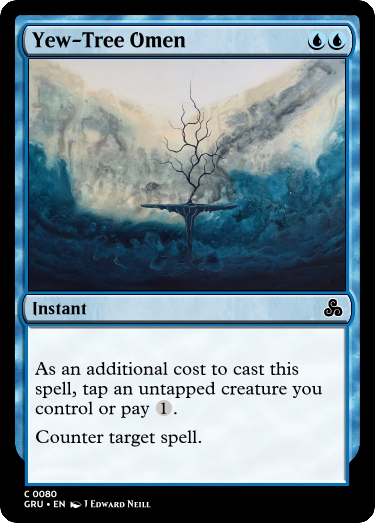 Yew-Tree Omen
Instant
As an additional cost to cast this
spell, tap an untapped creature you
control or pay 1.
Counter target spell.
C 0080
GRU • EN J Edward Neill